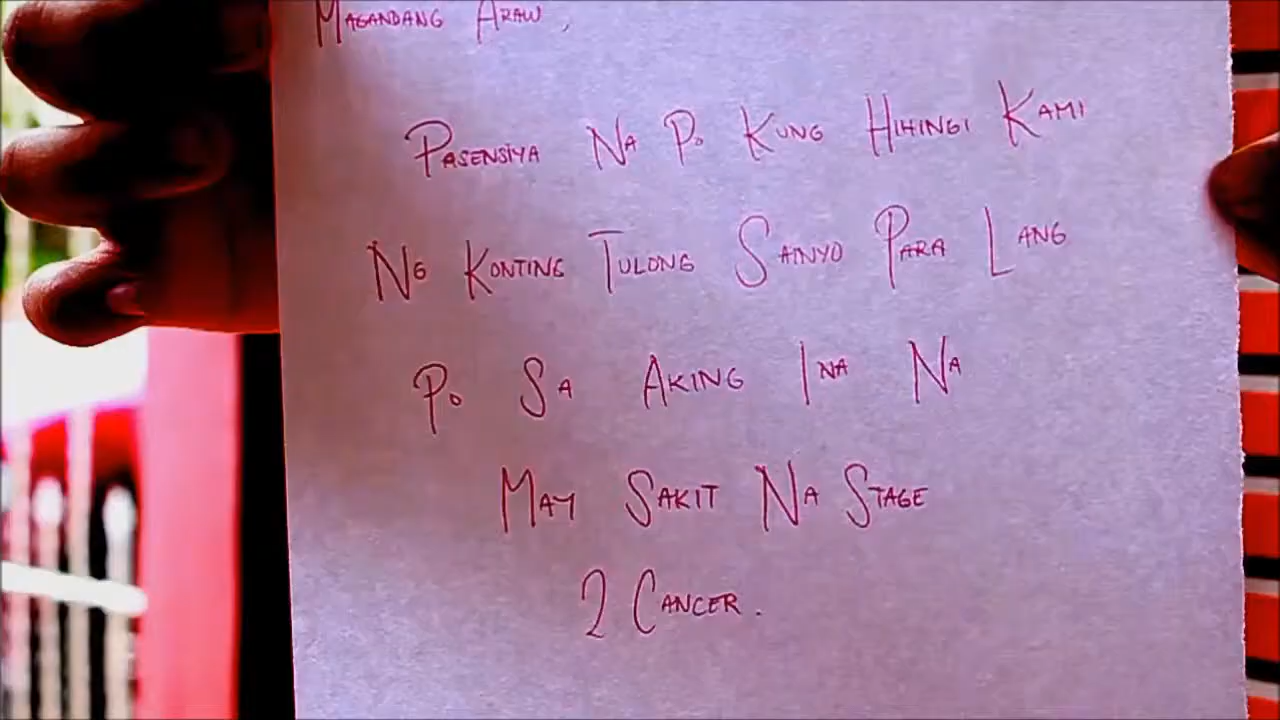 Magandang Araw,
Pasensiya Na Po Kung Hihingi Kami
Ng Konting Tulong Sainyo Para Lang
Po Sa Aking Ina Na
May Sakit Na Stage
2 Cancer.